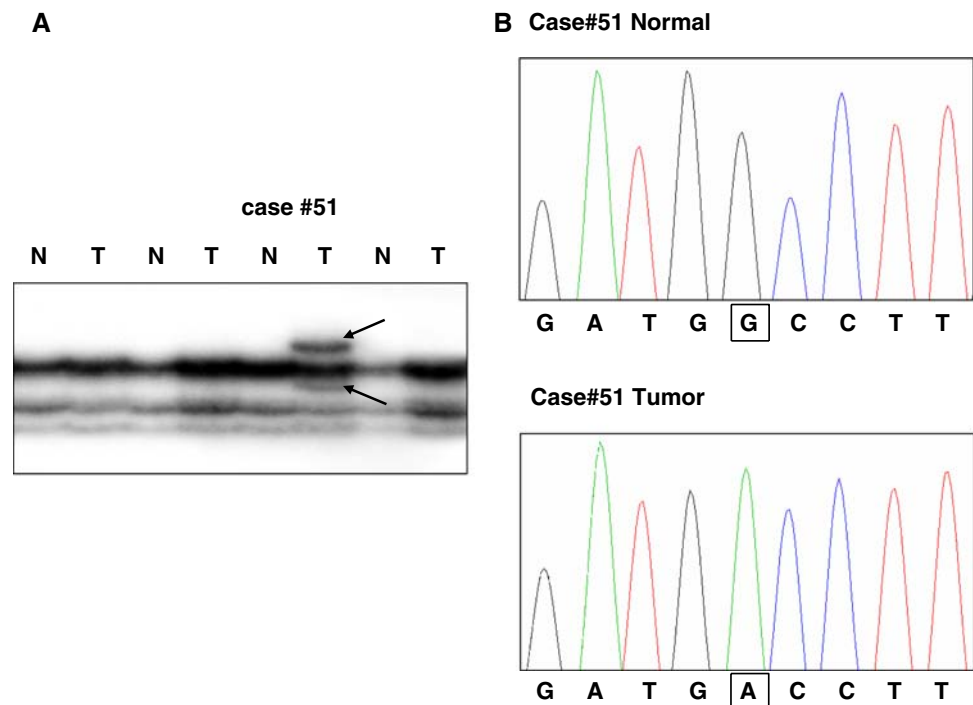 A
case #51
N T N T N T N T
B Case#51 Normal
G A T G G C C T T
Case#51 Tumor
G A T G A C C T T